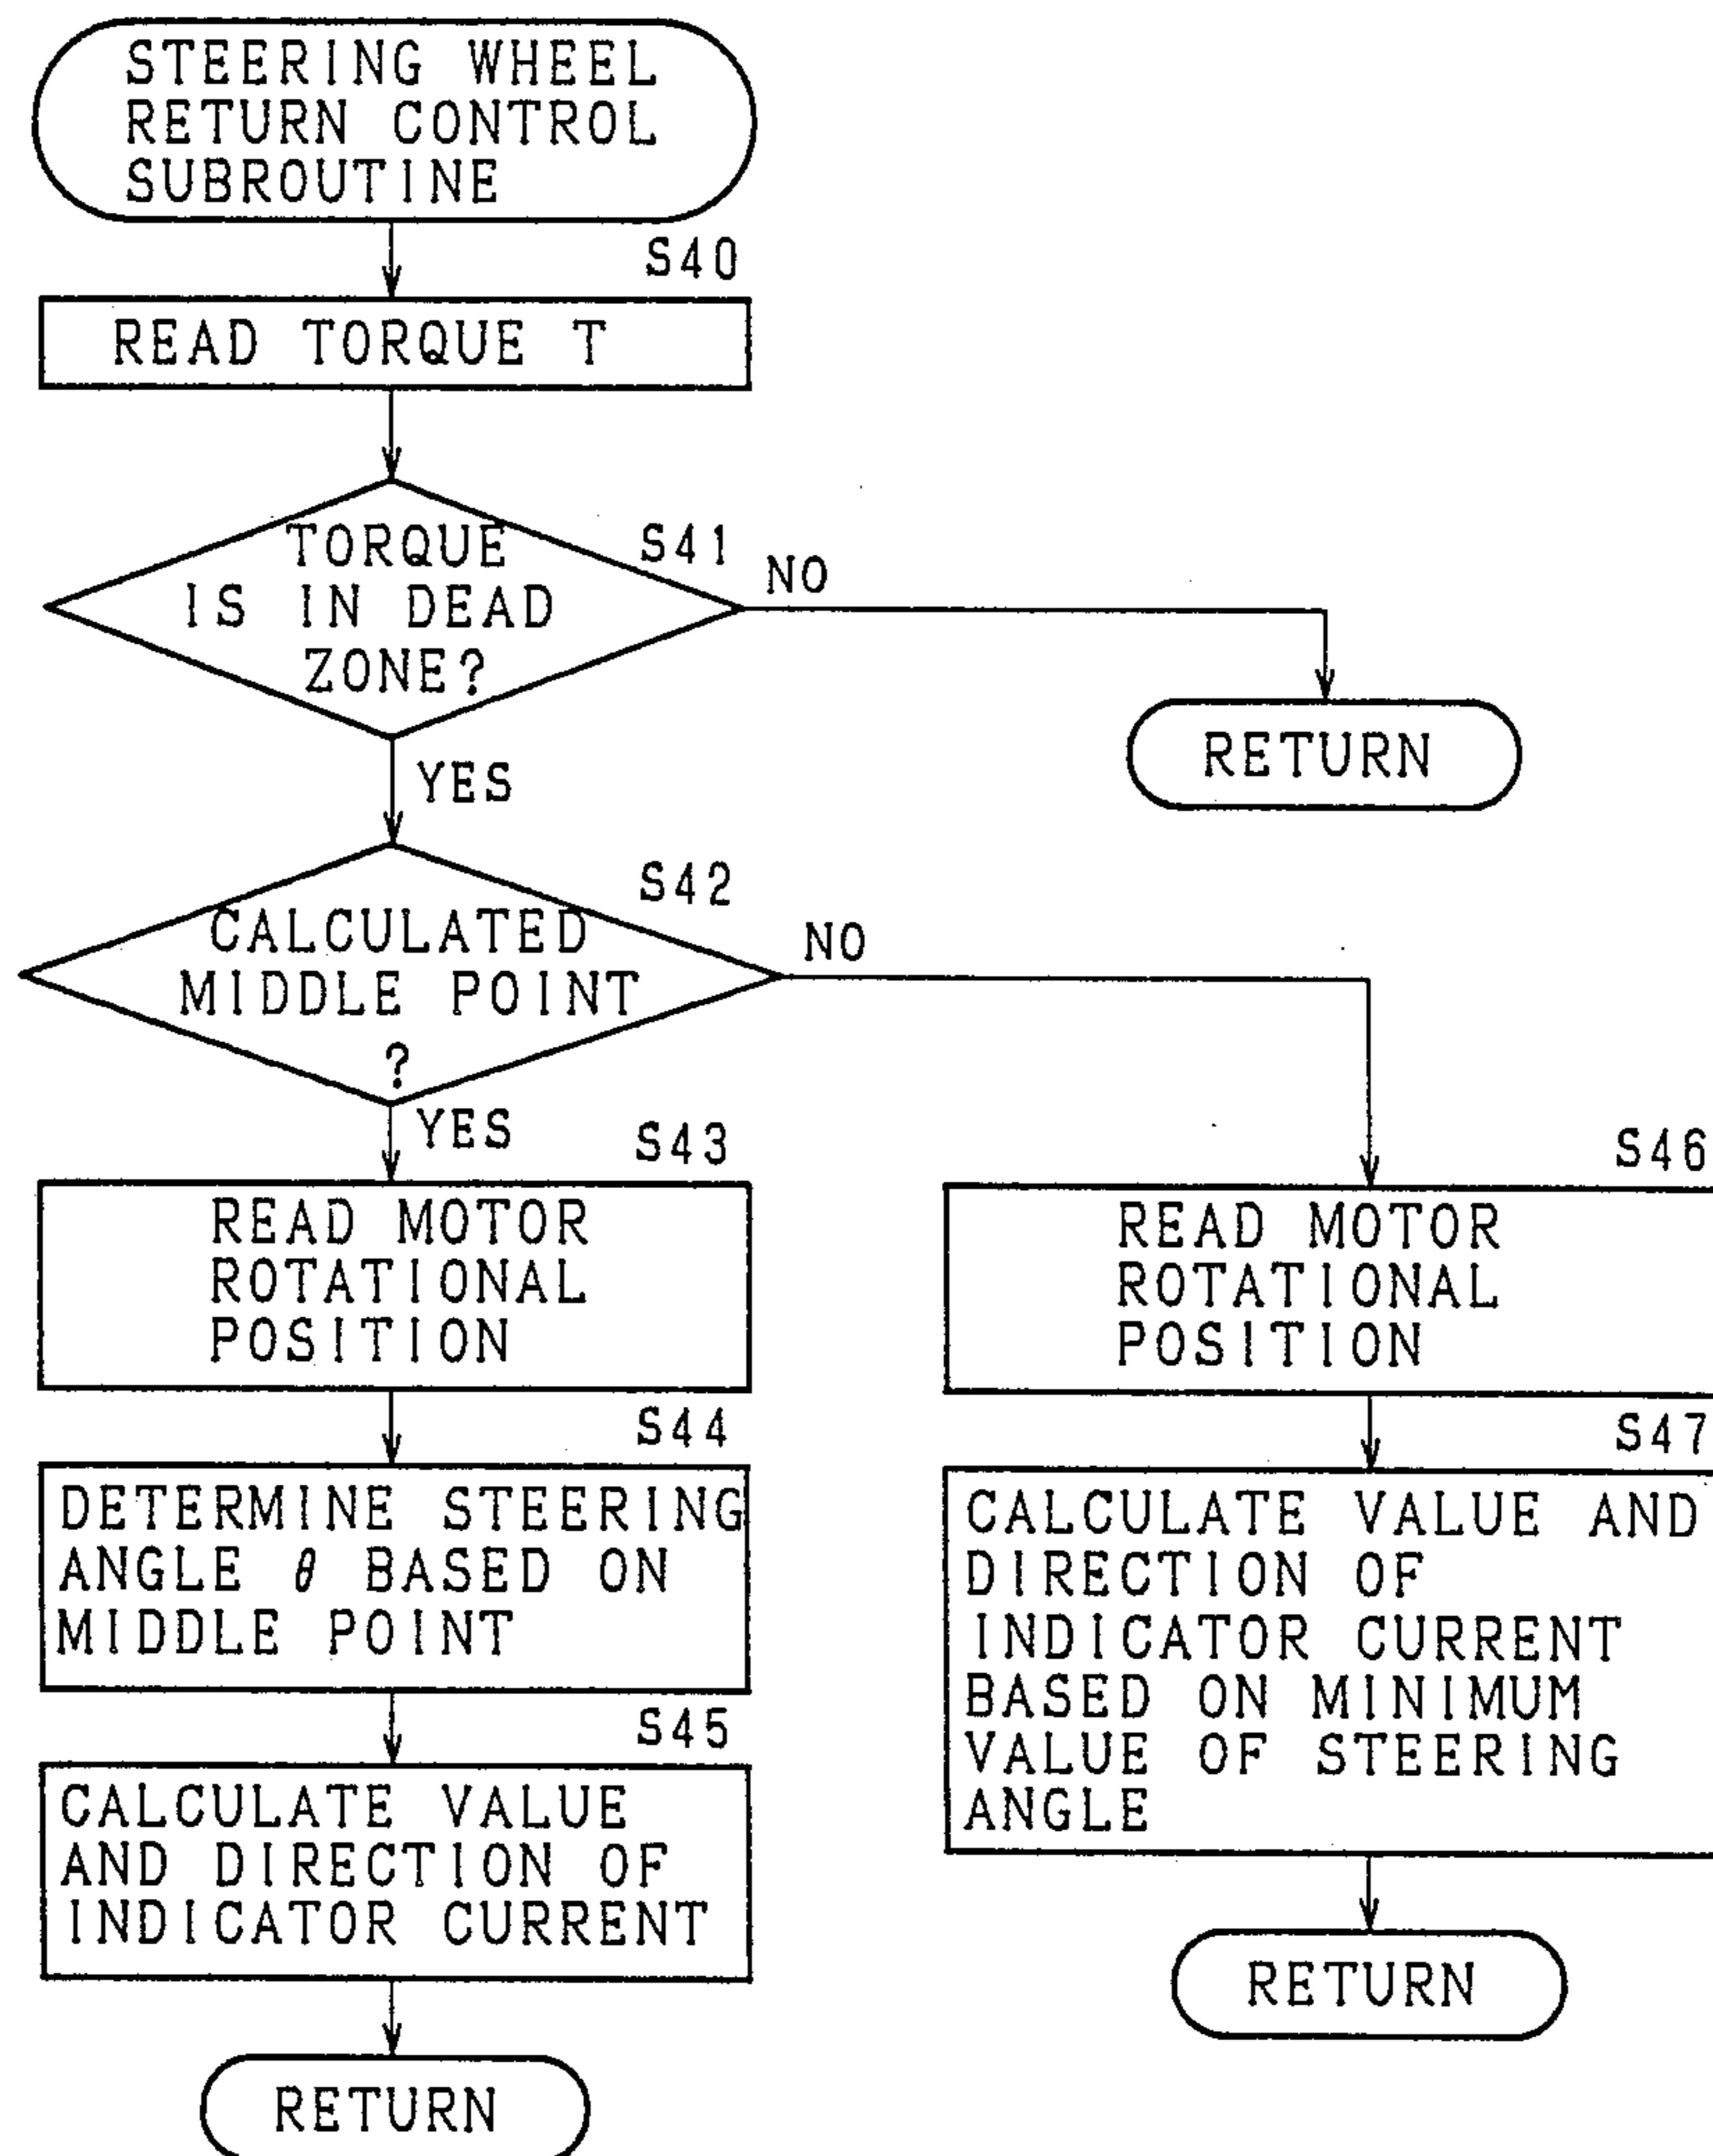 STEERING WHEEL
RETURN CONTROL
SUBROUTINE
S40
READ TORQUE T
S41
TORQUE
IS IN DEAD
ZONE?
NO
RETURN
YES
S42
CALCULATED
MIDDLE POINT
?
NO
YES
S43
READ MOTOR
ROTATIONAL
POSITION
S44
DETERMINE STEERING
ANGLE θ BASED ON
MIDDLE POINT
S45
CALCULATE VALUE
AND DIRECTION OF
INDICATOR CURRENT
RETURN
S46
READ MOTOR
ROTATIONAL
POSITION
S47
CALCULATE VALUE AND
DIRECTION OF
INDICATOR CURRENT
BASED ON MINIMUM
VALUE OF STEERING
ANGLE
RETURN